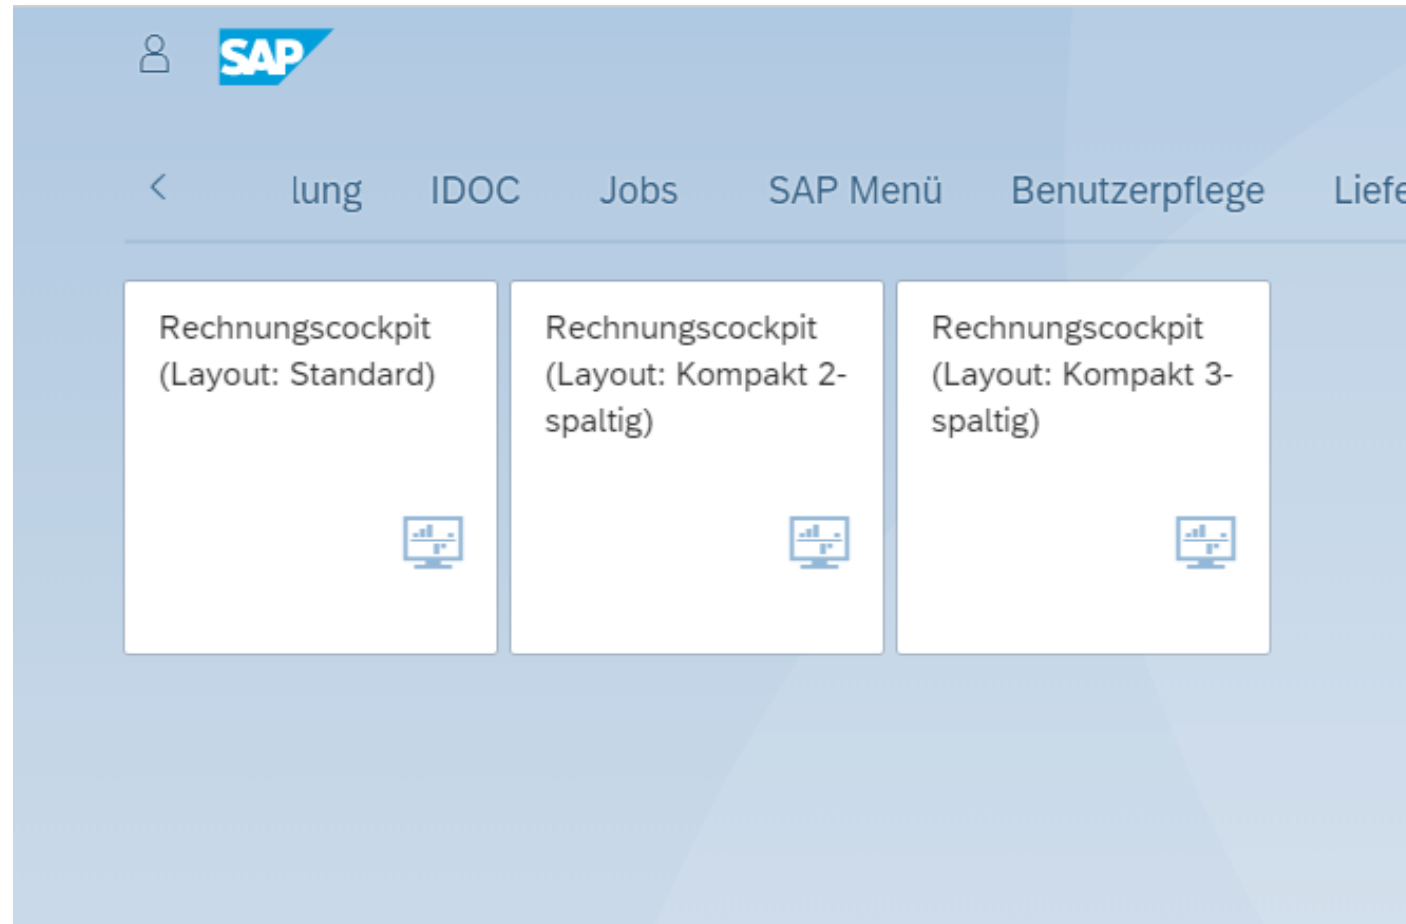 SAP
lung IDOC Jobs SAP Menü Benutzerpflege Liefe
Rechnungscockpit
(Layout: Standard)
Rechnungscockpit
(Layout: Kompakt 2-
spaltig)
Rechnungscockpit
(Layout: Kompakt 3-
spaltig)